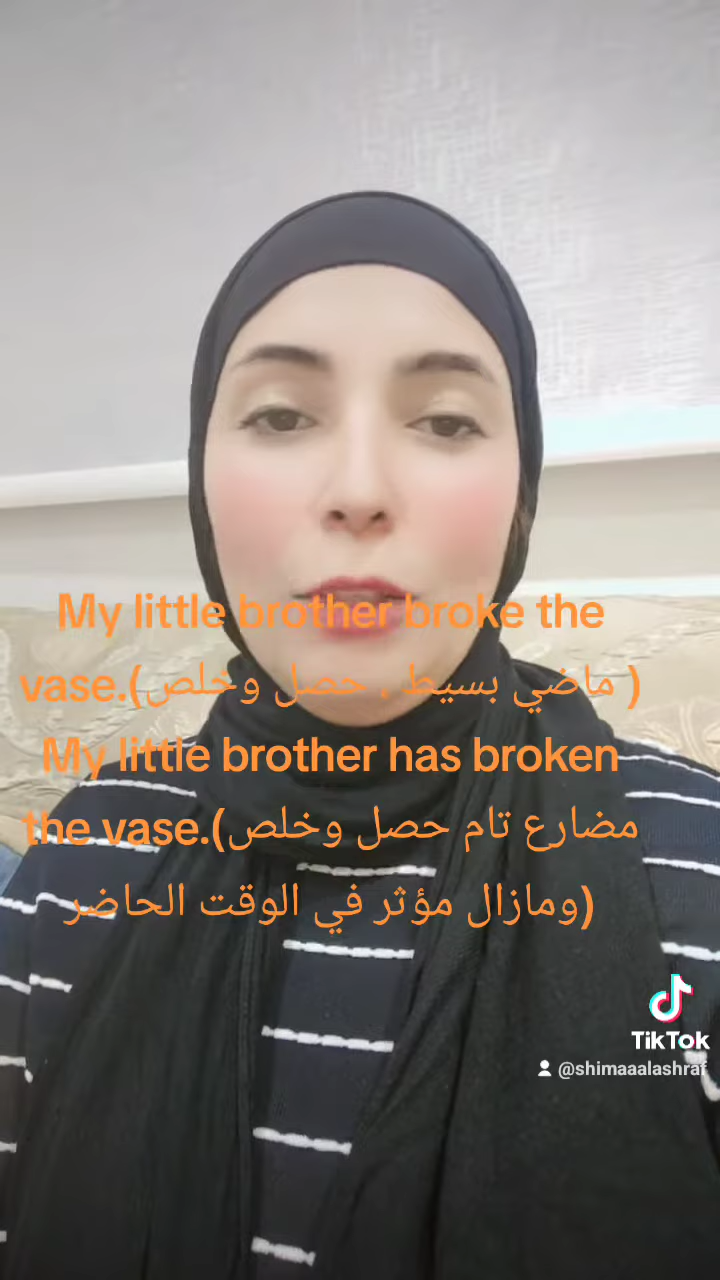 My little brother broke the
vase.(ماضي بسيط . حصل وخلص )
My little brother has broken
the vase.(مضارع تام حصل وخلص
ومازال مؤثر في الوقت الحاضر)
TikTok
@shimaaalashraf